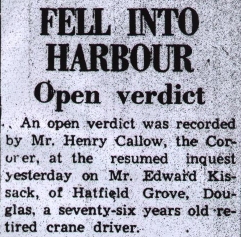 FELL INTO
HARBOUR
Open verdict
An open verdict was recorded
by Mr. Henry Callow, the Cor-
oner, at the resumed inquest
yesterday on Mr. Edward Kis-
sack, of Hatfield Grove, Dou-
glas, a seventy-six years old re-
tired crane driver.